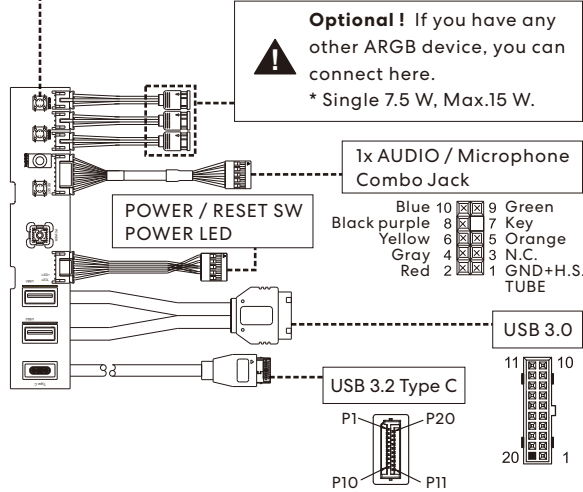 Optional ! If you have any
other ARGB device, you can
connect here.
* Single 7.5 W, Max.15 W.
1x AUDIO / Microphone
Combo Jack
Blue 10 9 Green
Black purple 8 7 Key
Yellow 6 5 Orange
Gray 4 3 N.C.
Red 2 1 GND+H.S.
TUBE
POWER / RESET SW
POWER LED
USB 3.0
11 10
20 1
USB 3.2 Type C
P1 P20
P10 P11
Type C